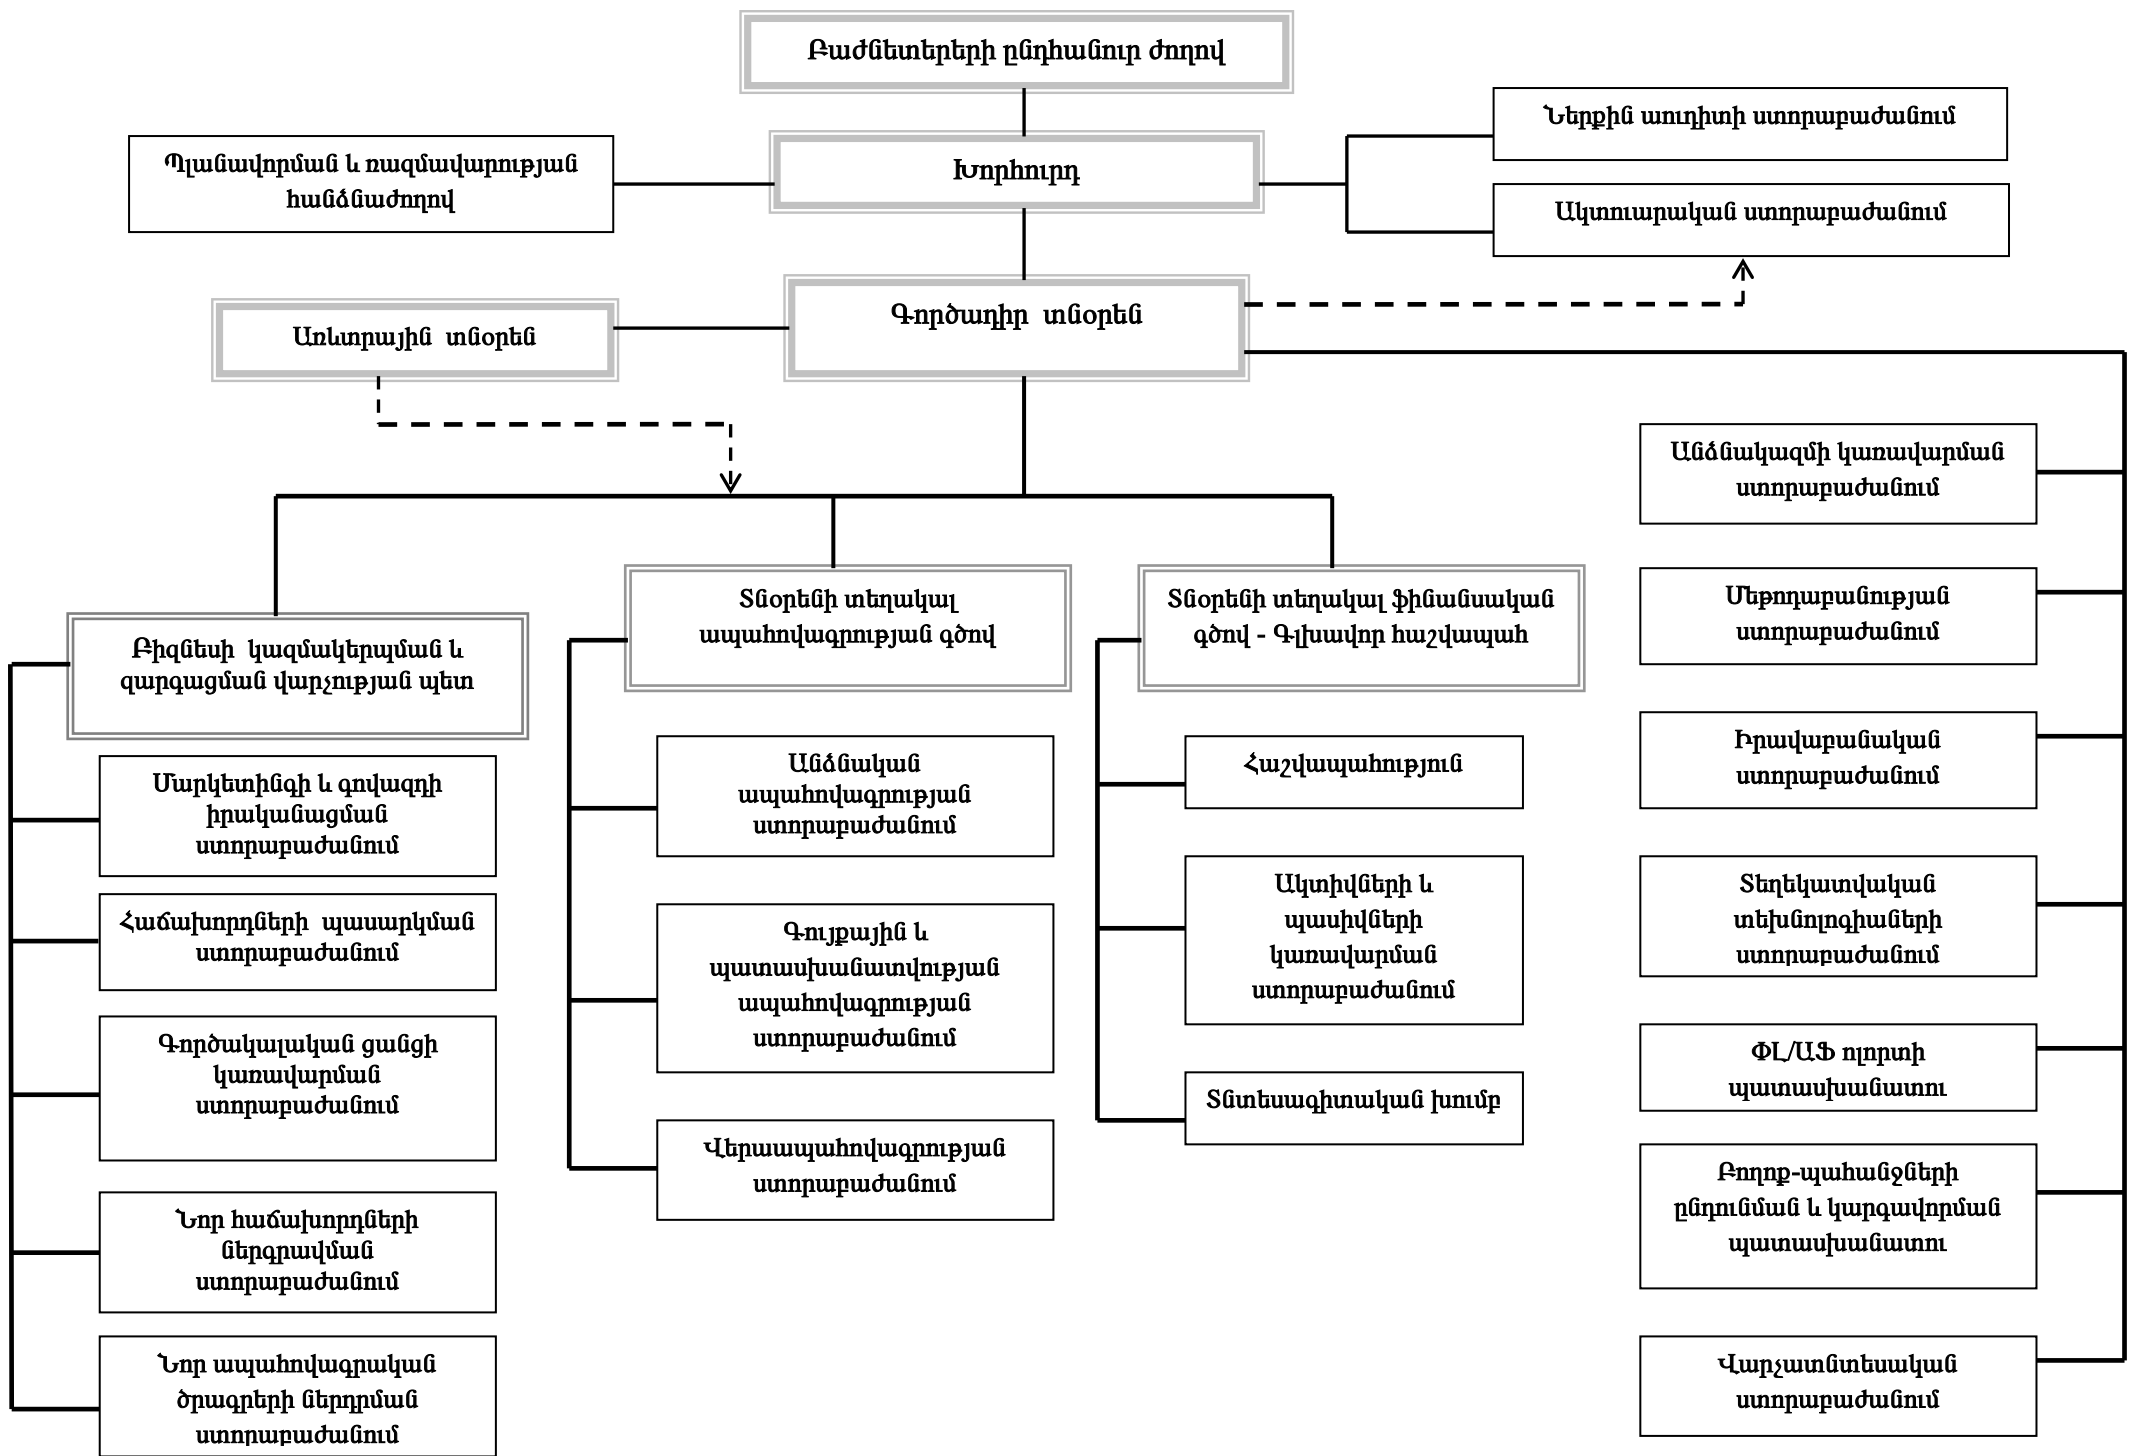 Բաժնետերերի ընդհանուր ժողով
Ներքին աուդիտի ստորաբաժանում
Պլանավորման և ռազմավարության
հանձնաժողով
Խորհուրդ
Ակտուարական ստորաբաժանում
Գործադիր տնօրեն
Առևտրային տնօրեն
Անձնակազմի կառավարման
ստորաբաժանում
Մեթոդաբանության
ստորաբաժանում
Իրավաբանական
ստորաբաժանում
Տեղեկատվական
տեխնոլոգիաների
ստորաբաժանում
ՓԼ/ԱՖ ոլորտի
պատասխանատու
Բողոք-պահանջների
ընդունման և կարգավորման
պատասխանատու
Վարչատնտեսական
ստորաբաժանում
Բիզնեսի կազմակերպման և
զարգացման վարչության պետ
Մարկետինգի և գովազդի
իրականացման
ստորաբաժանում
Հաճախորդների պասարկման
ստորաբաժանում
Գործակալական ցանցի
կառավարման
ստորաբաժանում
Նոր հաճախորդների
ներգրավման
ստորաբաժանում
Նոր ապահովագրական
ծրագրերի ներդրման
ստորաբաժանում
Տնօրենի տեղակալ
ապահովագրության գծով
Անձնական
ապահովագրության
ստորաբաժանում
Գույքային և
պատասխանատվության
ապահովագրության
ստորաբաժանում
Վերաապահովագրության
ստորաբաժանում
Տնօրենի տեղակալ ֆինանսական
գծով - Գլխավոր հաշվապահ
Հաշվապահություն
Ակտիվների և
պասիվների
կառավարման
ստորաբաժանում
Տնտեսագիտական խումբ